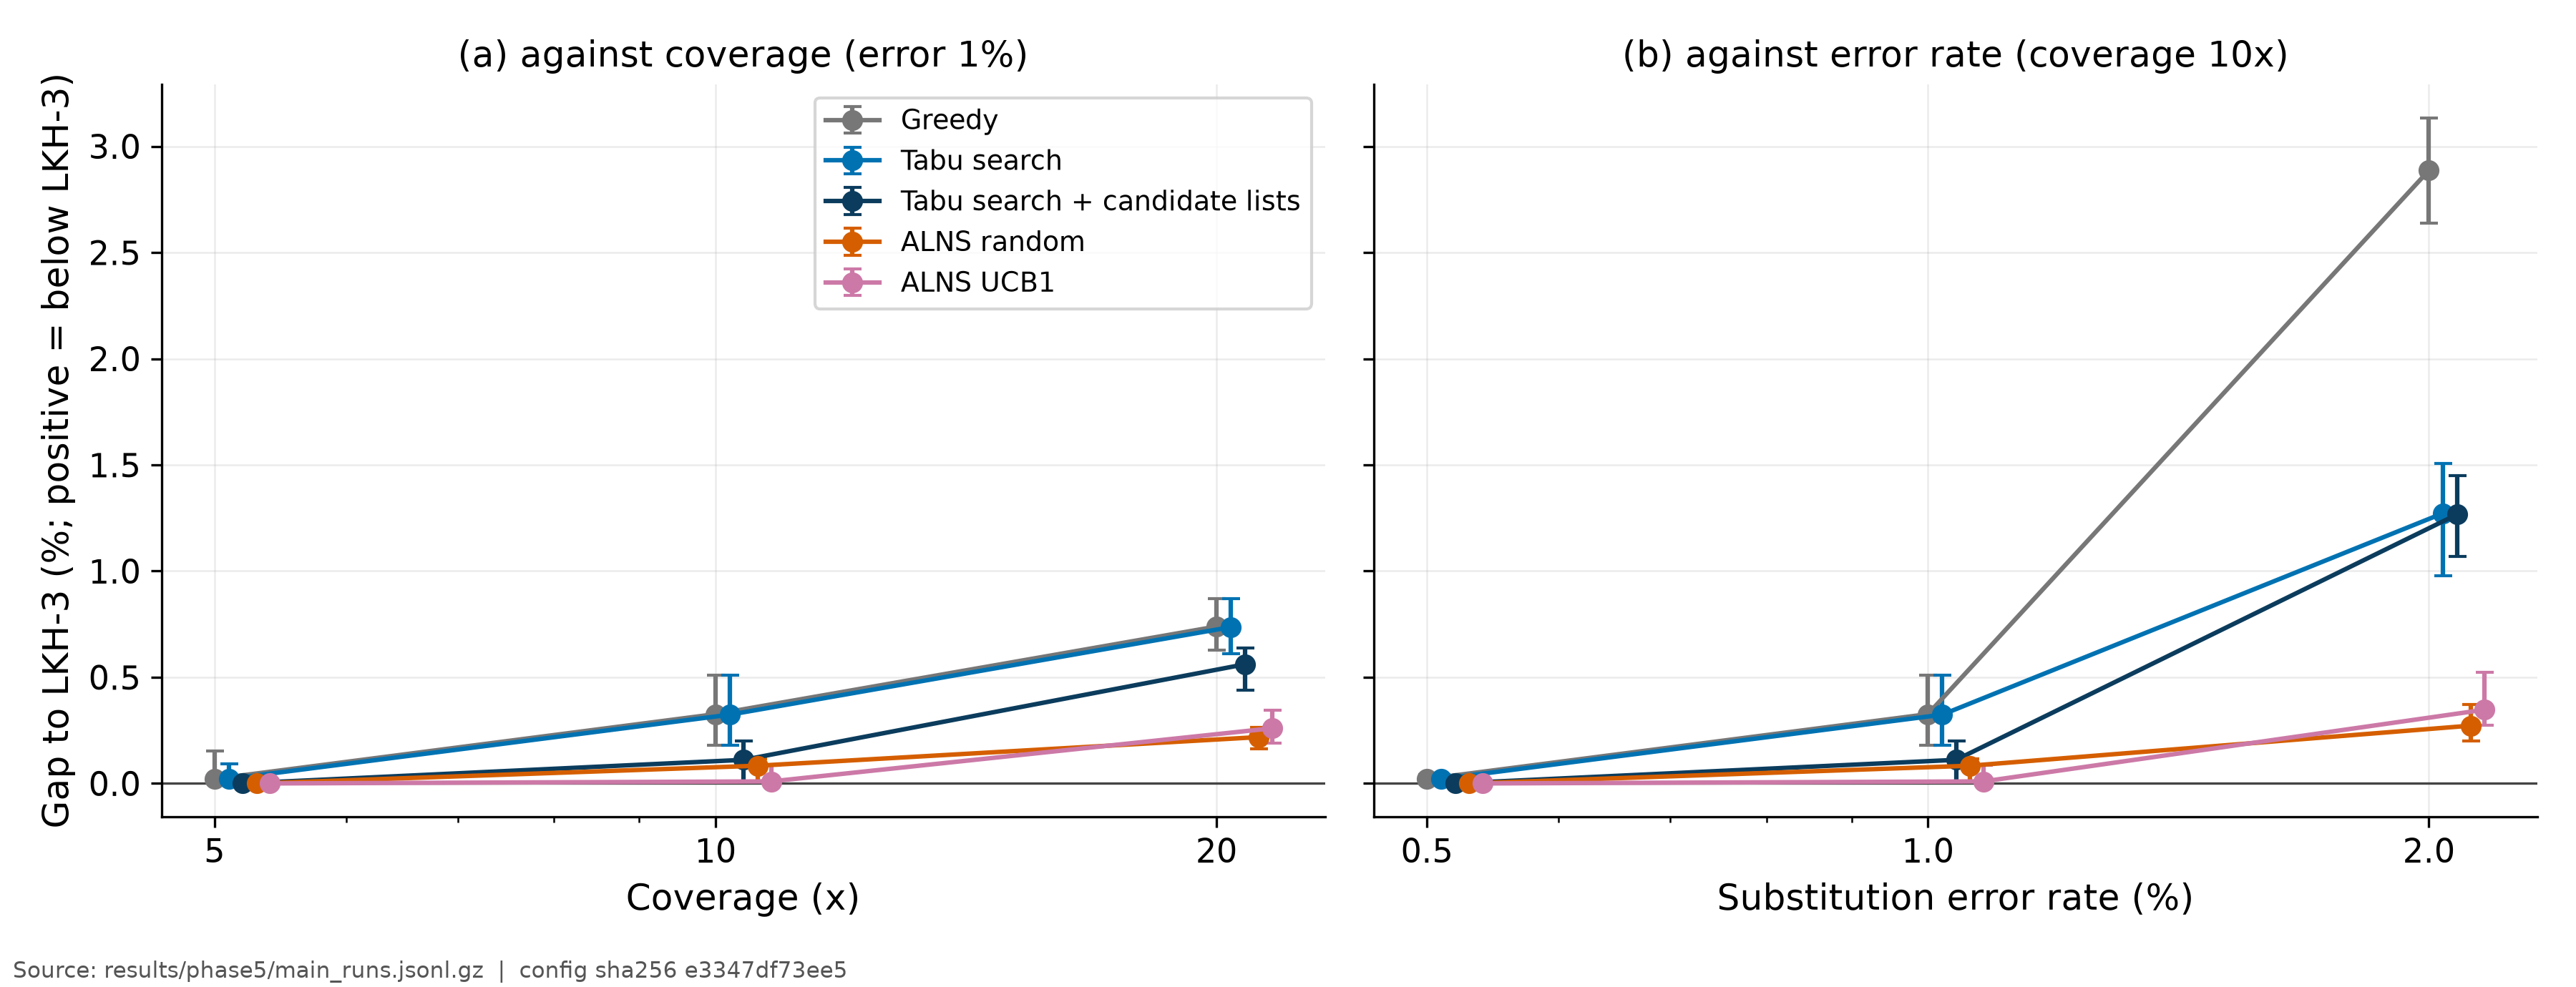 (a) against coverage (error 1%)
Gap to LKH-3 (%; positive = below LKH-3)
3.0
2.5
2.0
1.5
1.0
0.5
0.0
Greedy
Tabu search
Tabu search + candidate lists
ALNS random
ALNS UCB1
5
10
20
Coverage (x)
(b) against error rate (coverage 10x)
0.5
1.0
2.0
Substitution error rate (%)
Source: results/phase5/main_runs.jsonl.gz | config sha256 e3347df73ee5